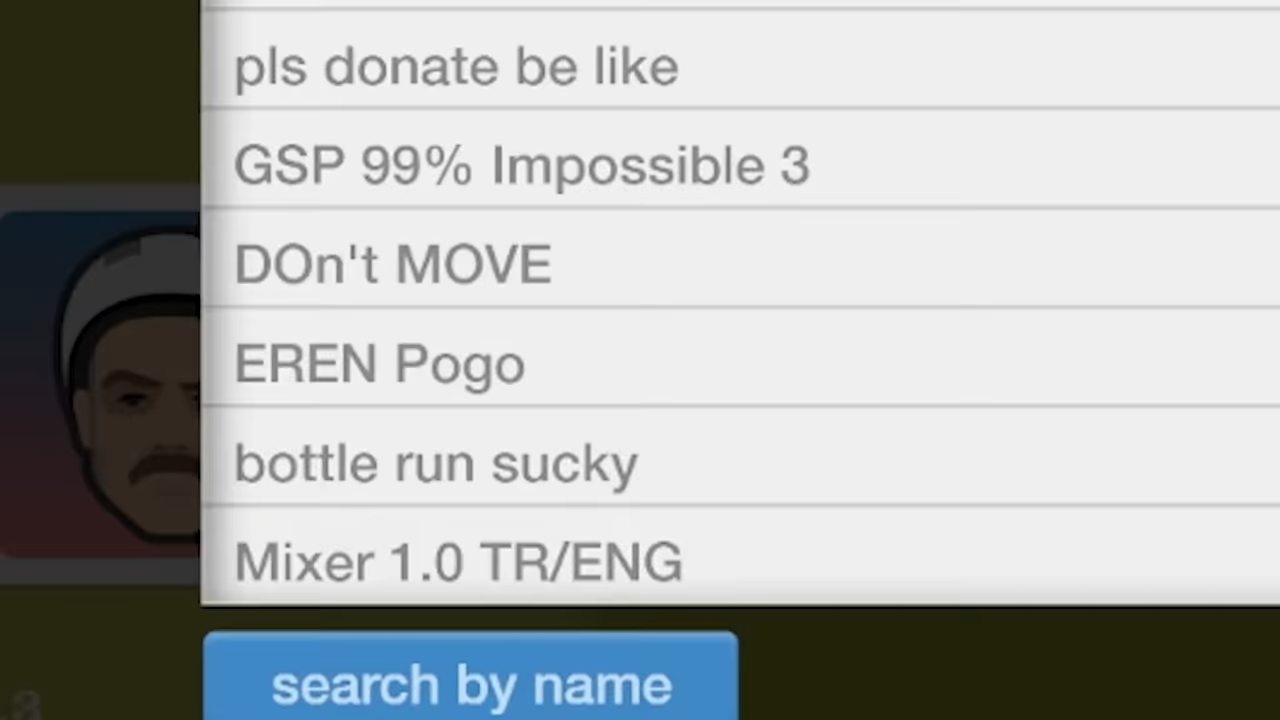 pls donate be like
GSP 99% Impossible 3
DOn't MOVE
EREN Pogo
bottle run sucky
Mixer 1.0 TR/ENG
search by name
a